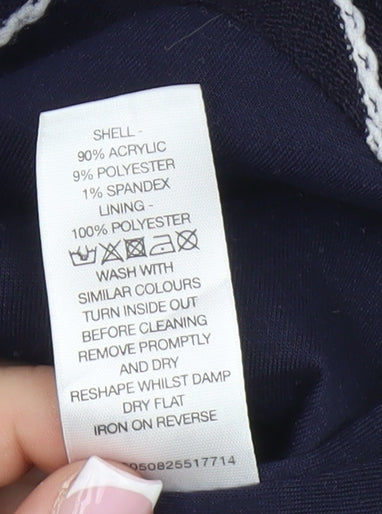 SHELL -
90% ACRYLIC
9% POLYESTER
1% SPANDEX
LINING -
100% POLYESTER
WASH WITH
SIMILAR COLOURS
TURN INSIDE OUT
BEFORE CLEANING
REMOVE PROMPTLY
AND DRY
RESHAPE WHILST DAMP
DRY FLAT
IRON ON REVERSE
050825517714